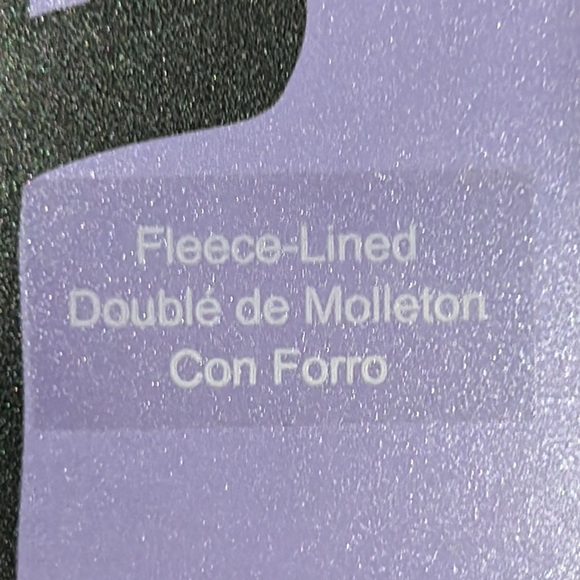 Fleece-Lined
Doublé de Molleton
Con Forro